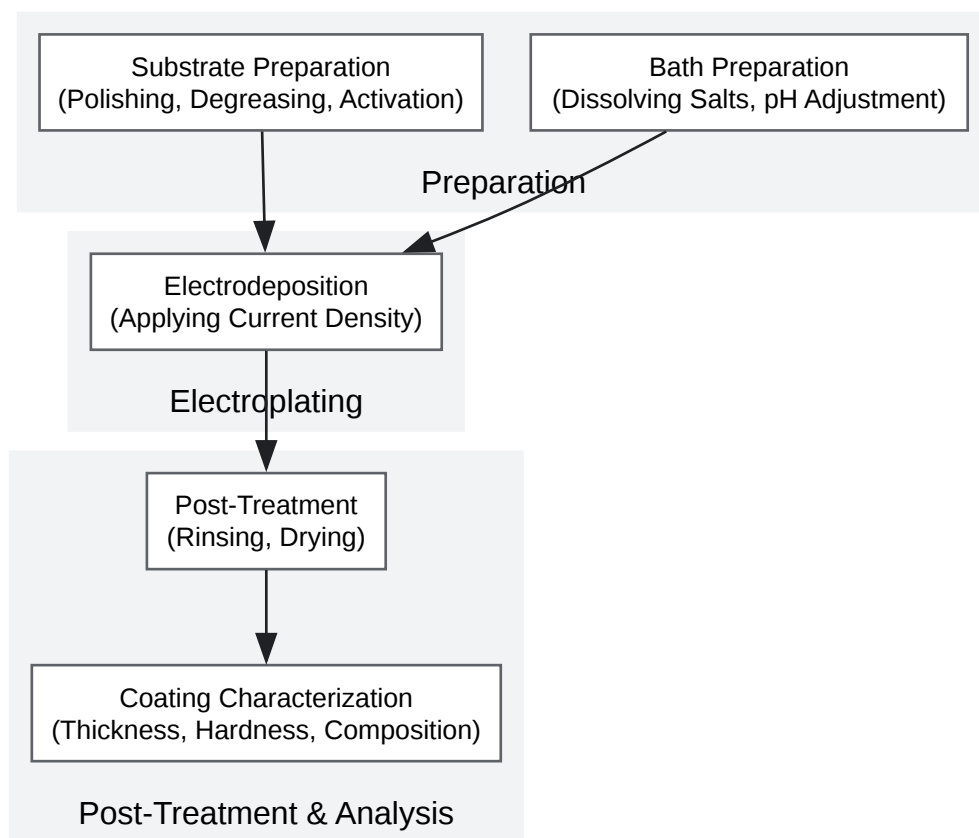 Substrate Preparation
(Polishing, Degreasing, Activation)
Bath Preparation
(Dissolving Salts, pH Adjustment)
Preparation
Electrodeposition
(Applying Current Density)
Electroplating
Post-Treatment
(Rinsing, Drying)
Coating Characterization
(Thickness, Hardness, Composition)
Post-Treatment & Analysis